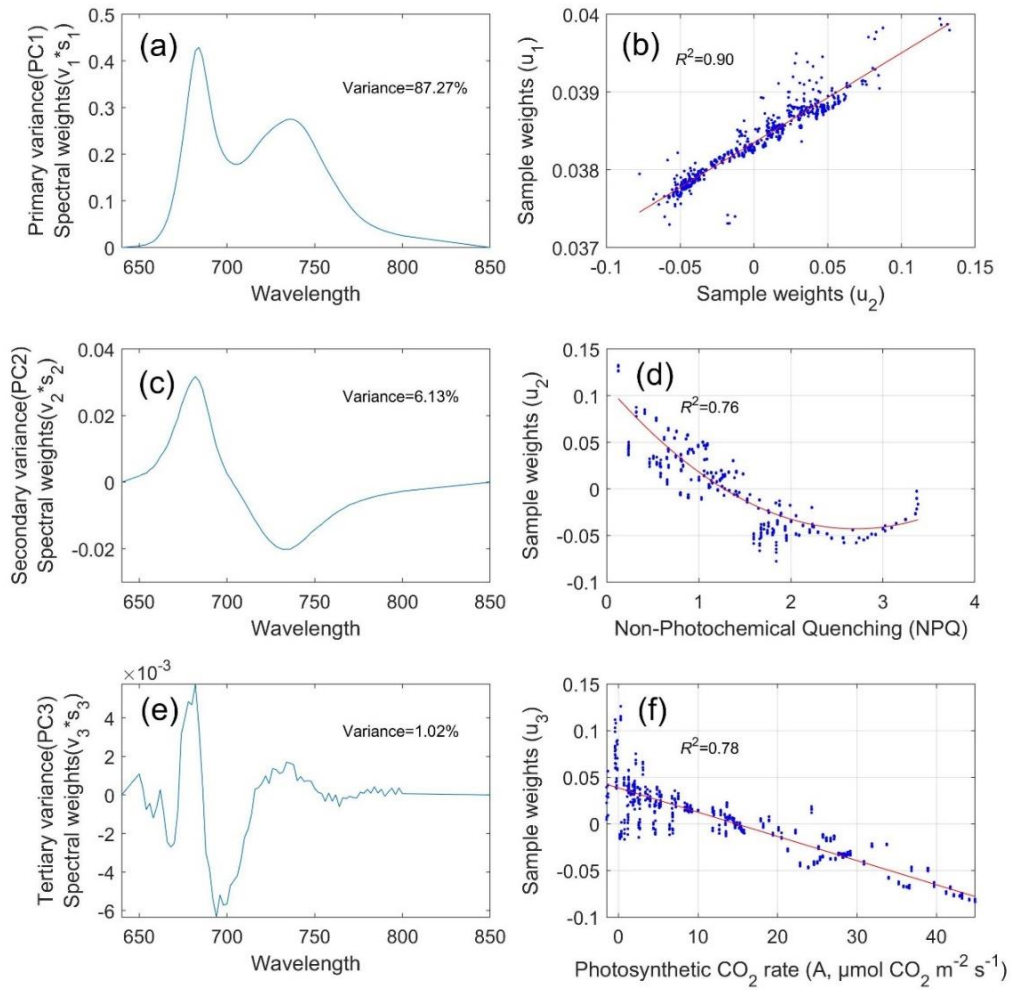 (a)
Variance=87.27%
Primary variance(PC1)
Spectral weights(v₁*s₁)
0.5
0.4
0.3
0.2
0.1
0
650 700 750 800 850
Wavelength
(b)
R²=0.90
Sample weights (u₁)
0.04
0.039
0.038
0.037
-0.1 -0.05 0 0.05 0.1 0.15
Sample weights (u₂)
(c)
Variance=6.13%
Secondary variance(PC2)
Spectral weights(v₂*s₂)
0.04
0.02
0
-0.02
650 700 750 800 850
Wavelength
(d)
R²=0.76
Sample weights (u₂)
0.15
0.1
0.05
0
-0.05
-0.1
0 1 2 3 4
Non-Photochemical Quenching (NPQ)
(e)
Variance=1.02%
Tertiary variance(PC3)
Spectral weights(v₃*s₃)
×10⁻³
4
2
0
-2
-4
-6
650 700 750 800 850
Wavelength
(f)
R²=0.78
Sample weights (u₃)
0.15
0.1
0.05
0
-0.05
-0.1
0 10 20 30 40
Photosynthetic CO₂ rate (A, μmol CO₂ m⁻² s⁻¹)